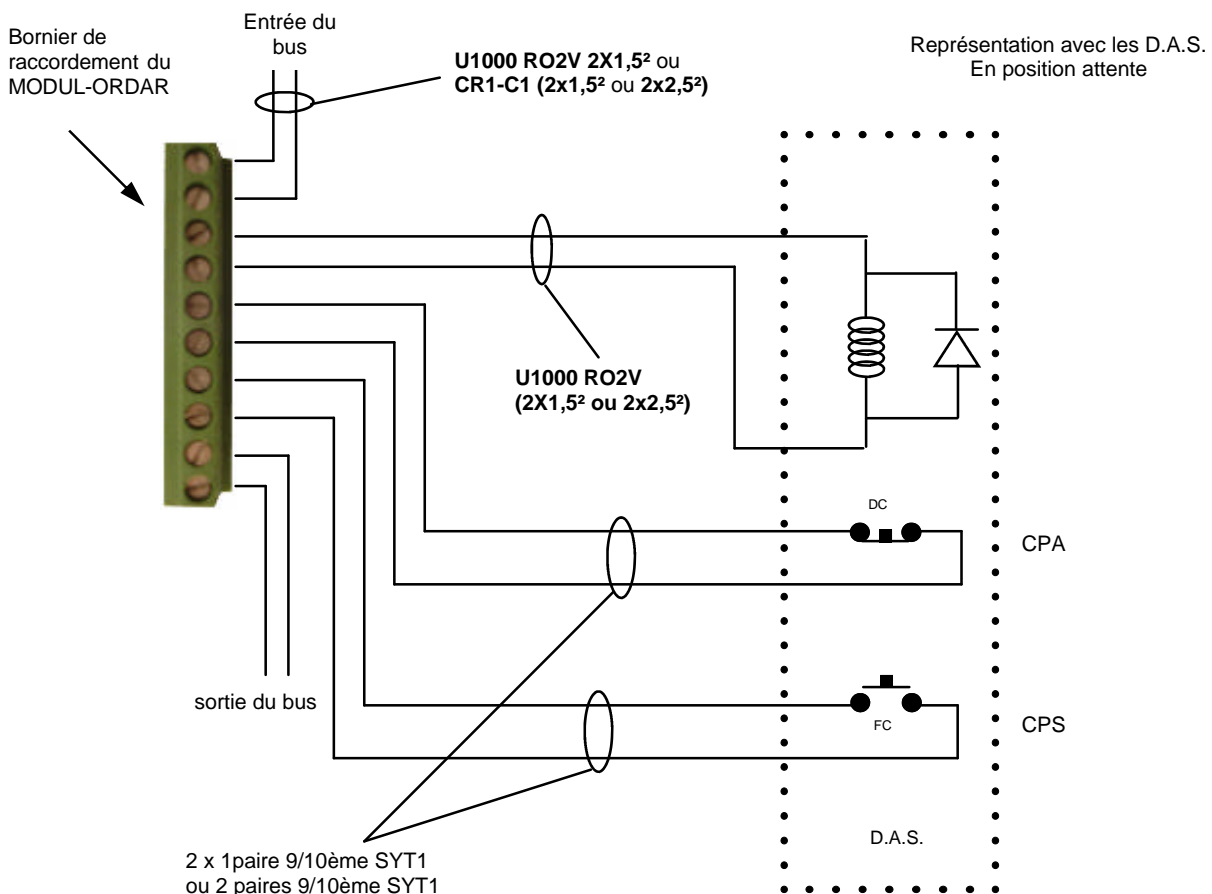 Bornier de
raccordement du
MODUL-ORDAR
Entrée du
bus
U1000 RO2V 2X1,5² ou
CR1-C1 (2x1,5² ou 2x2,5²)
Représentation avec les D.A.S.
En position attente
U1000 RO2V
(2X1,5² ou 2x2,5²)
DC
CPA
sortie du bus
FC
CPS
D.A.S.
2 x 1paire 9/10ème SYT1
ou 2 paires 9/10ème SYT1